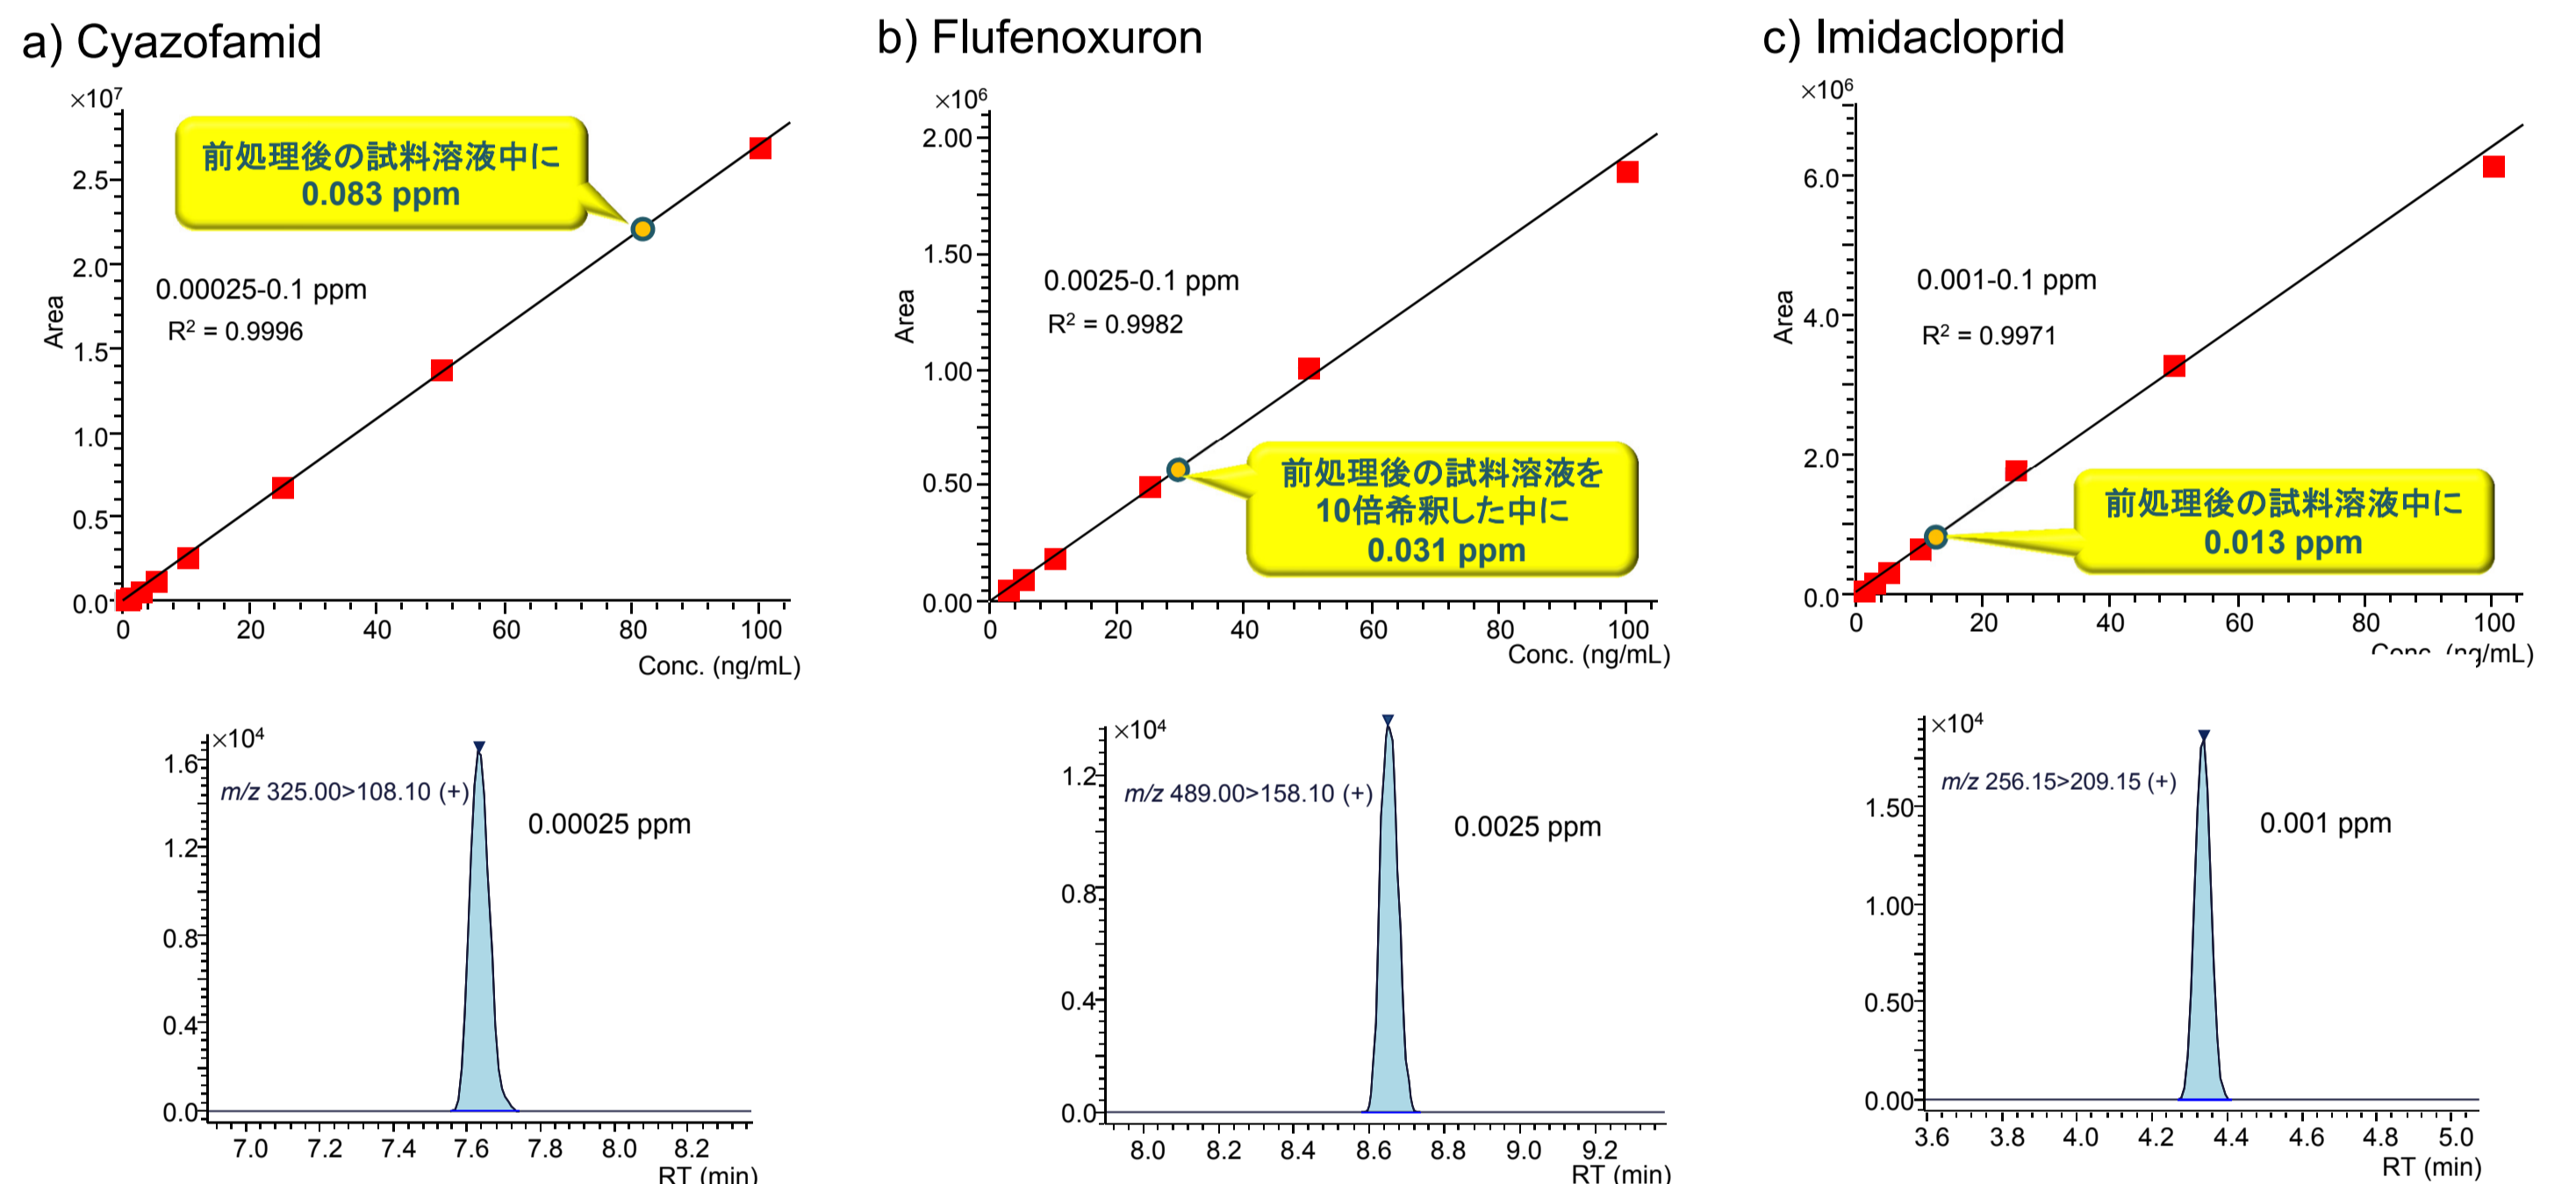 a) Cyazofamid
×10⁷
前処理後の試料溶液中に
0.083 ppm
2.5
2.0
0.00025-0.1 ppm
R² = 0.9996
Area
1.5
1.0
0.5
0.0
0 20 40 60 80 100
Conc. (ng/mL)
b) Flufenoxuron
×10⁶
2.00
1.50
0.0025-0.1 ppm
R² = 0.9982
Area
1.00
0.50
前処理後の試料溶液を
10倍希釈した中に
0.031 ppm
0.00
0 20 40 60 80 100
Conc. (ng/mL)
c) Imidacloprid
×10⁶
6.0
0.001-0.1 ppm
R² = 0.9971
Area
4.0
2.0
前処理後の試料溶液中に
0.013 ppm
0.0
0 20 40 60 80 100
Conc. (ng/mL)
×10⁴
1.6
m/z 325.00>108.10 (+)
0.00025 ppm
1.2
0.8
0.4
0.0
7.0 7.2 7.4 7.6 7.8 8.0 8.2
RT (min)
×10⁴
1.2
m/z 489.00>158.10 (+)
0.0025 ppm
0.8
0.4
0.0
8.0 8.2 8.4 8.6 8.8 9.0 9.2
RT (min)
×10⁴
m/z 256.15>209.15 (+)
1.50
0.001 ppm
1.00
0.50
0.00
3.6 3.8 4.0 4.2 4.4 4.6 4.8 5.0
RT (min)